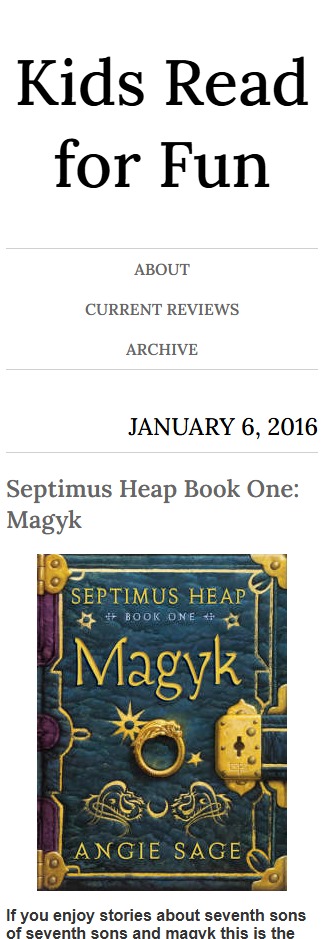 Kids Read
for Fun
ABOUT
CURRENT REVIEWS
ARCHIVE
JANUARY 6, 2016
Septimus Heap Book One:
Magyk
SEPTIMUS HEAP
BOOK ONE
Magyk
ANGIE SAGE
If you enjoy stories about seventh sons
of seventh sons and magyk this is the